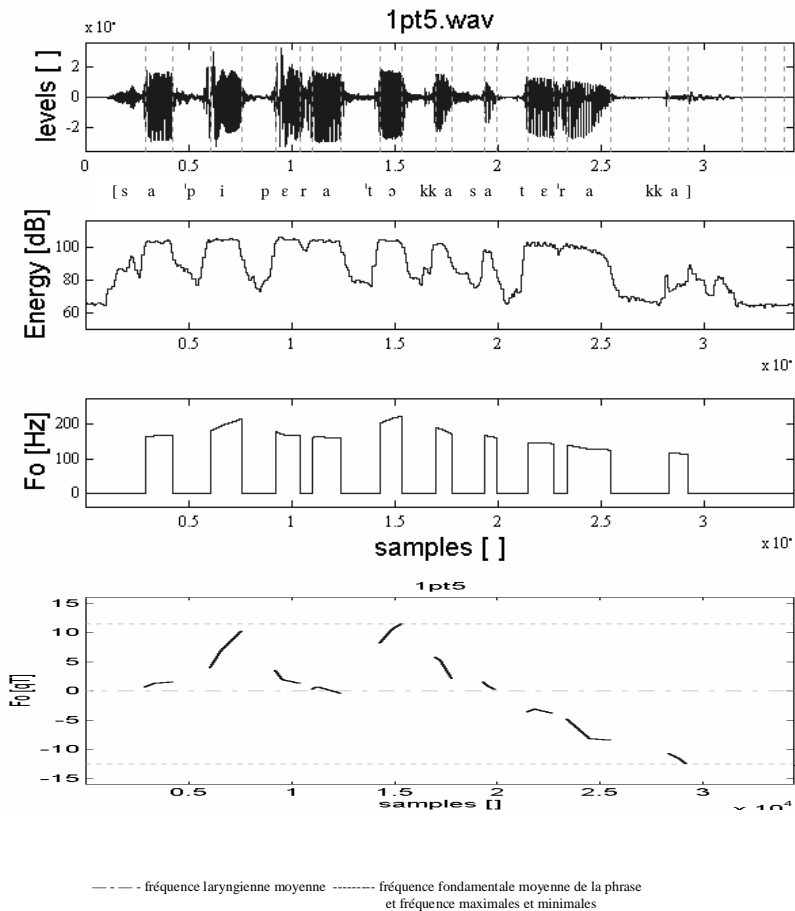 1pt5.wav
x 10
levels [ ]
2
0
-2
0 0.5 1 1.5 2 2.5 3
x 10
[ s a ˈp i p ɛ r a ˈt ɔ kk a s a t ɛ ˈr a kk a ]
Energy [dB]
100
80
60
0.5 1 1.5 2 2.5 3
x 10
Fo [Hz]
200
100
0
0.5 1 1.5 2 2.5 3
samples [ ]
x 10
1pt5
Fo [qT]
15
10
5
0
-5
-10
-15
0.5 1 1.5 2 2.5 3
samples []
x 10⁴
— - — - fréquence laryngienne moyenne --------- fréquence fondamentale moyenne de la phrase
et fréquence maximales et minimales